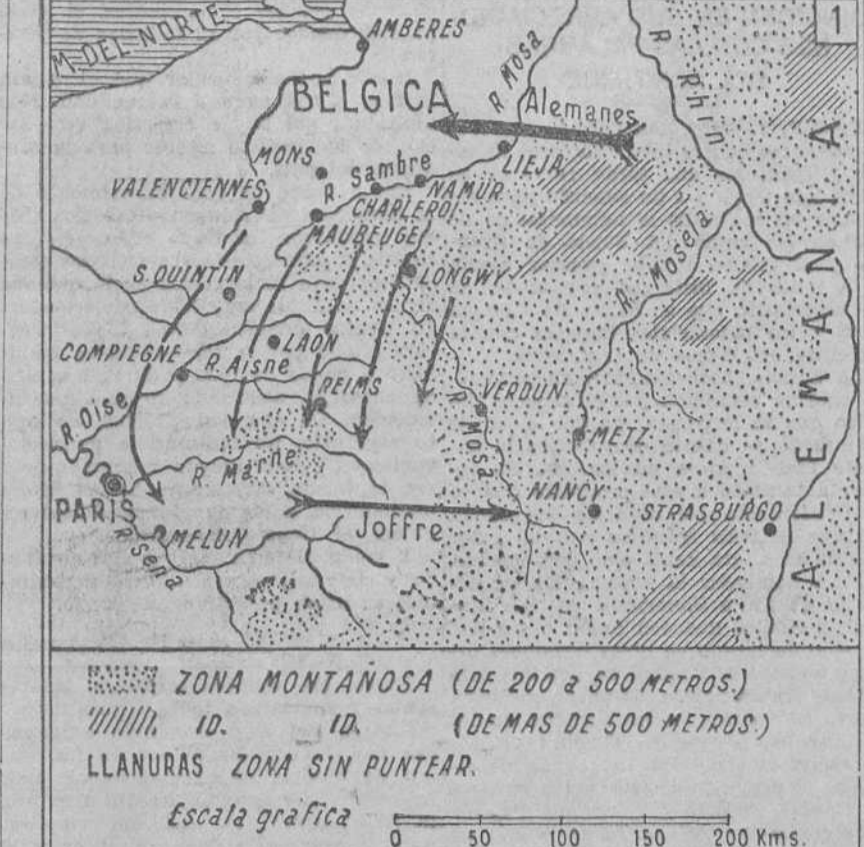 1
M. DEL NORTE
AMBERES
BELGICA
R. Mosa
R. Rhin
Alemanes
MONS
R. Sambre
LIEJA
NAMUR
VALENCIENNES
CHARLEROI
MAUBEUGE
R. Mosela
S. QUINTIN
LONGWY
ALEMANIA
COMPIEGNE
LAON
R. Aisne
REIMS
VERDUN
R. Oise
R. Mosa
METZ
R. Marne
NANCY
PARIS
STRASBURGO
MELUN
Joffre
R. Sena
ZONA MONTAÑOSA (DE 200 a 500 METROS.)
ID. ID. (DE MAS DE 500 METROS.)
LLANURAS ZONA SIN PUNTEAR.
Escala grafica
0 50 100 150 200 Kms.